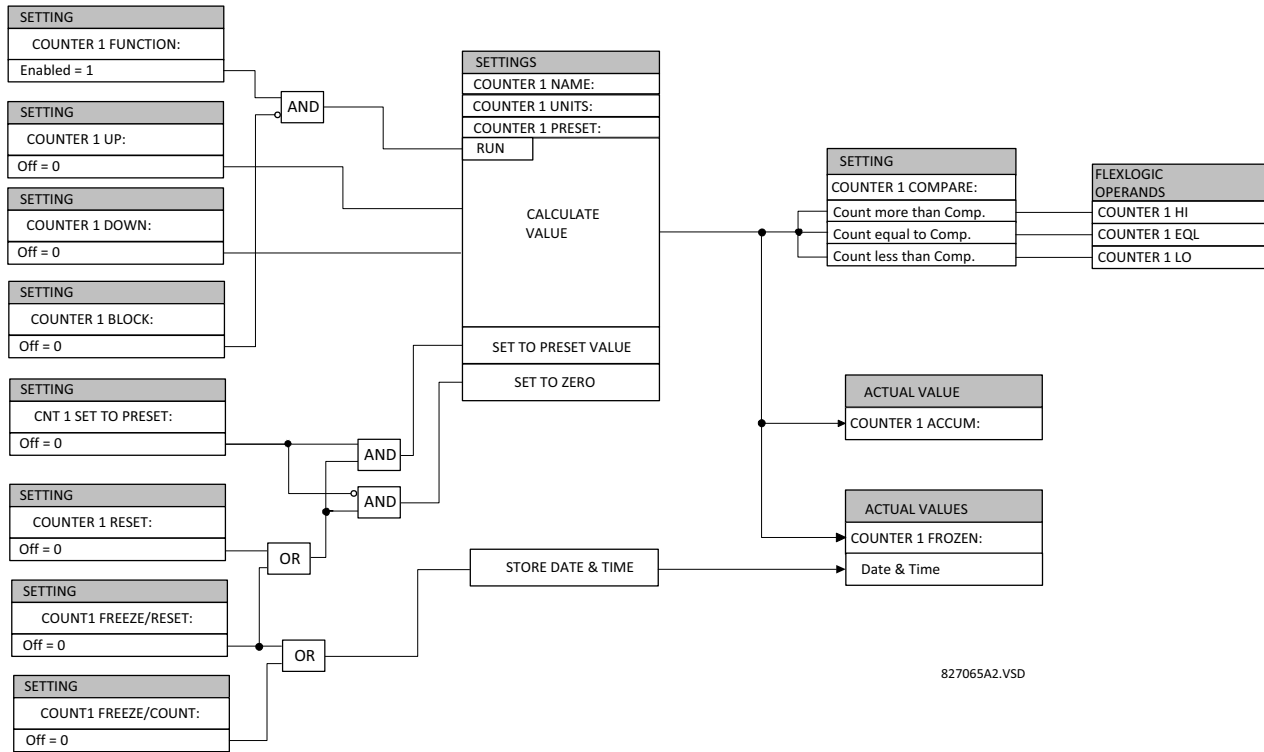 SETTING
COUNTER 1 FUNCTION:
Enabled = 1
SETTING
COUNTER 1 UP:
Off = 0
SETTING
COUNTER 1 DOWN:
Off = 0
SETTING
COUNTER 1 BLOCK:
Off = 0
SETTING
CNT 1 SET TO PRESET:
Off = 0
SETTING
COUNTER 1 RESET:
Off = 0
SETTING
COUNT1 FREEZE/RESET:
Off = 0
SETTING
COUNT1 FREEZE/COUNT:
Off = 0
AND
AND
AND
OR
OR
SETTINGS
COUNTER 1 NAME:
COUNTER 1 UNITS:
COUNTER 1 PRESET:
RUN
CALCULATE
VALUE
SET TO PRESET VALUE
SET TO ZERO
STORE DATE & TIME
SETTING
COUNTER 1 COMPARE:
Count more than Comp.
Count equal to Comp.
Count less than Comp.
FLEXLOGIC
OPERANDS
COUNTER 1 HI
COUNTER 1 EQL
COUNTER 1 LO
ACTUAL VALUE
COUNTER 1 ACCUM:
ACTUAL VALUES
COUNTER 1 FROZEN:
Date & Time
827065A2.VSD